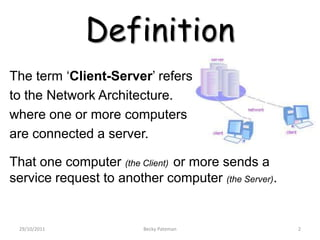 Definition
The term ‘Client-Server’ refers
to the Network Architecture.
where one or more computers
are connected a server.
server
network
client
client
That one computer (the Client) or more sends a
service request to another computer (the Server).
29/10/2011
Becky Pateman
2